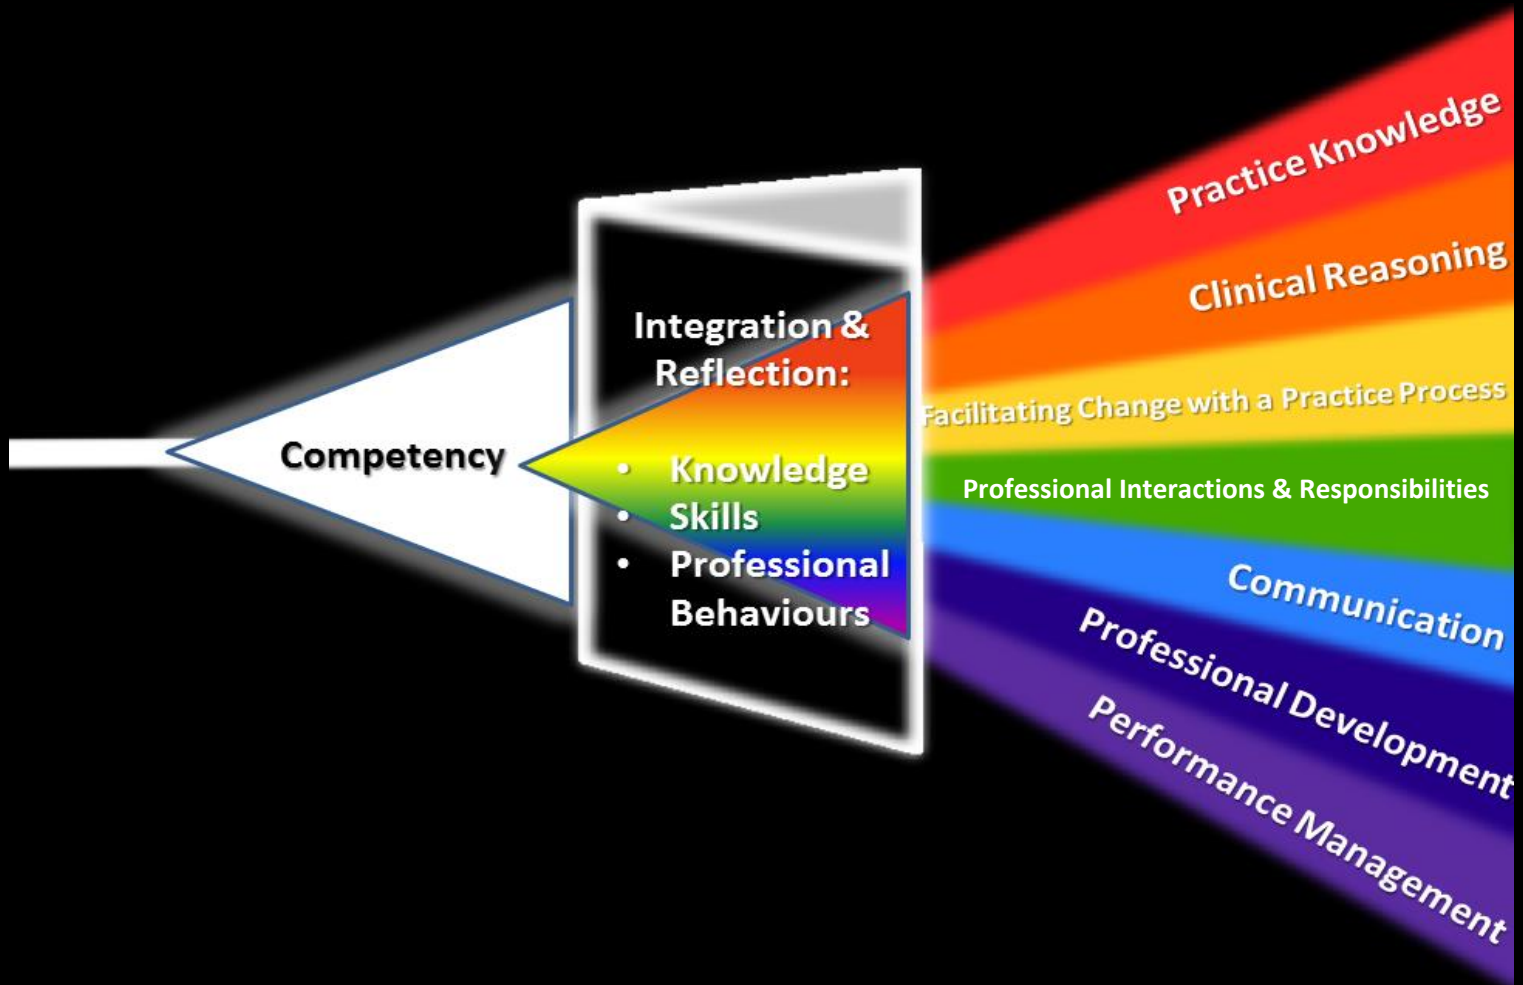 Competency
Integration &
Reflection:
• Knowledge
• Skills
• Professional
Behaviours
Practice Knowledge
Clinical Reasoning
Facilitating Change with a Practice Process
Professional Interactions & Responsibilities
Communication
Professional Development
Performance Management